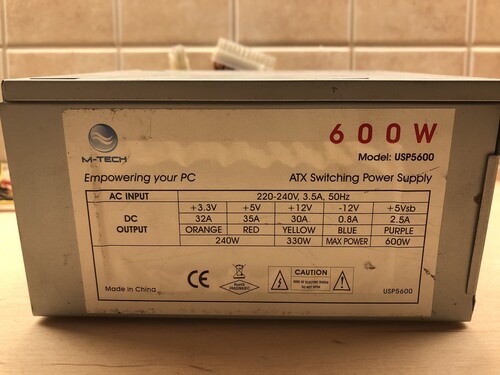 600W
M-TECH
Model: USP5600
Empowering your PC
ATX Switching Power Supply
AC INPUT 220-240V, 3.5A, 50Hz
DC OUTPUT +3.3V +5V +12V -12V +5Vsb
32A 35A 30A 0.8A 2.5A
ORANGE RED YELLOW BLUE PURPLE
240W 330W MAX POWER 600W
CE
CAUTION
Made in China
USP5600